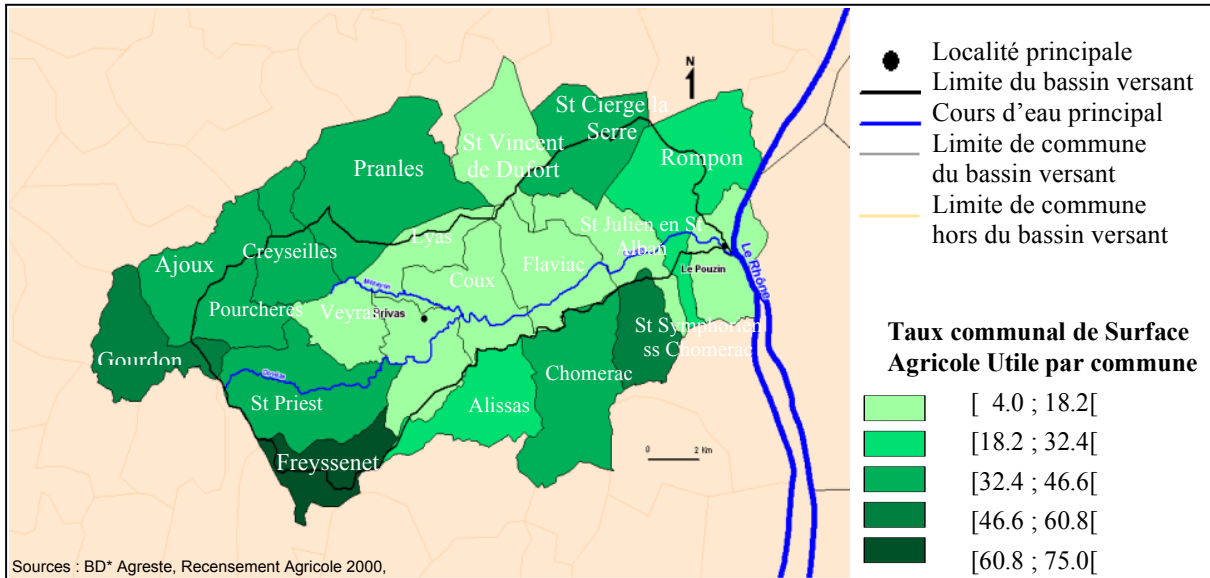 N
St Cierge la
Serre
St Vincent
de Dufort
Rompon
Pranles
Lyas
St Julien en St
Alban
Creyseilles
Ajoux
Flaviac
Coux
Le Pouzin
Le Rhône
Mézayon
Pourcheres
Veyras
Privas
St Symphorien
ss Chomerac
Gourdon
Chomerac
St Priest
Alissas
Freyssenet
0 2 Km
Sources : BD* Agreste, Recensement Agricole 2000,
Localité principale
Limite du bassin versant
Cours d'eau principal
Limite de commune
du bassin versant
Limite de commune
hors du bassin versant
Taux communal de Surface
Agricole Utile par commune
[ 4.0 ; 18.2[
[18.2 ; 32.4[
[32.4 ; 46.6[
[46.6 ; 60.8[
[60.8 ; 75.0[